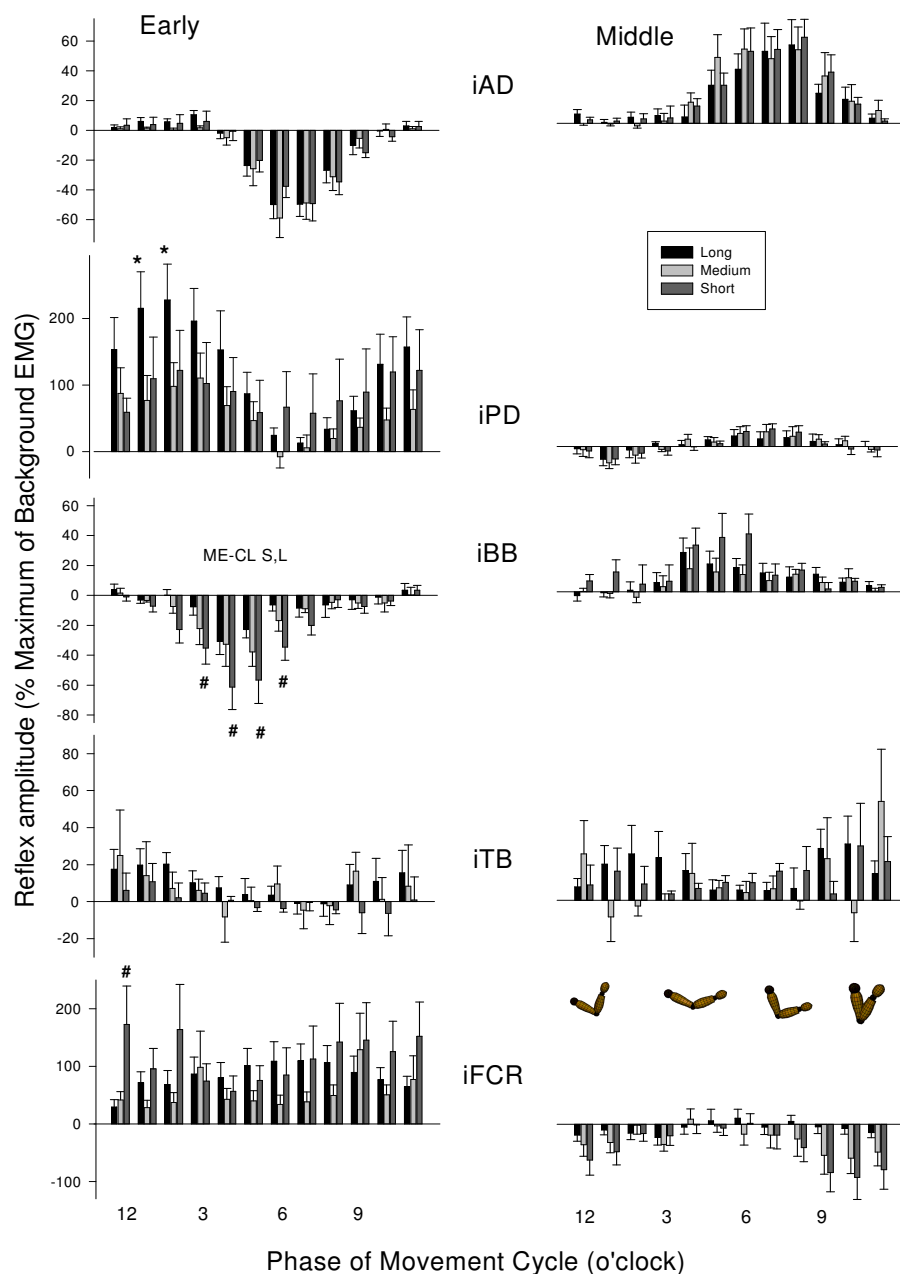 Early
Middle
iAD
60
40
20
0
-20
-40
-60
Long
Medium
Short
* *
200
100
0
iPD
60
40
20
0
-20
-40
-60
-80
ME-CL S,L
iBB
# # # #
80
60
40
20
0
-20
iTB
#
200
100
0
-100
iFCR
12 3 6 9
12 3 6 9
Reflex amplitude (% Maximum of Background EMG)
Phase of Movement Cycle (o'clock)